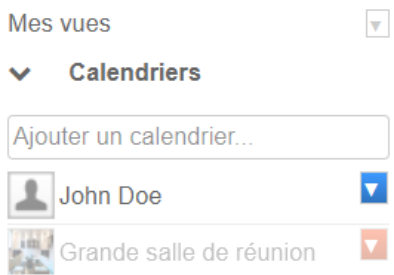 Mes vues
Calendriers
Ajouter un calendrier...
John Doe
Grande salle de réunion